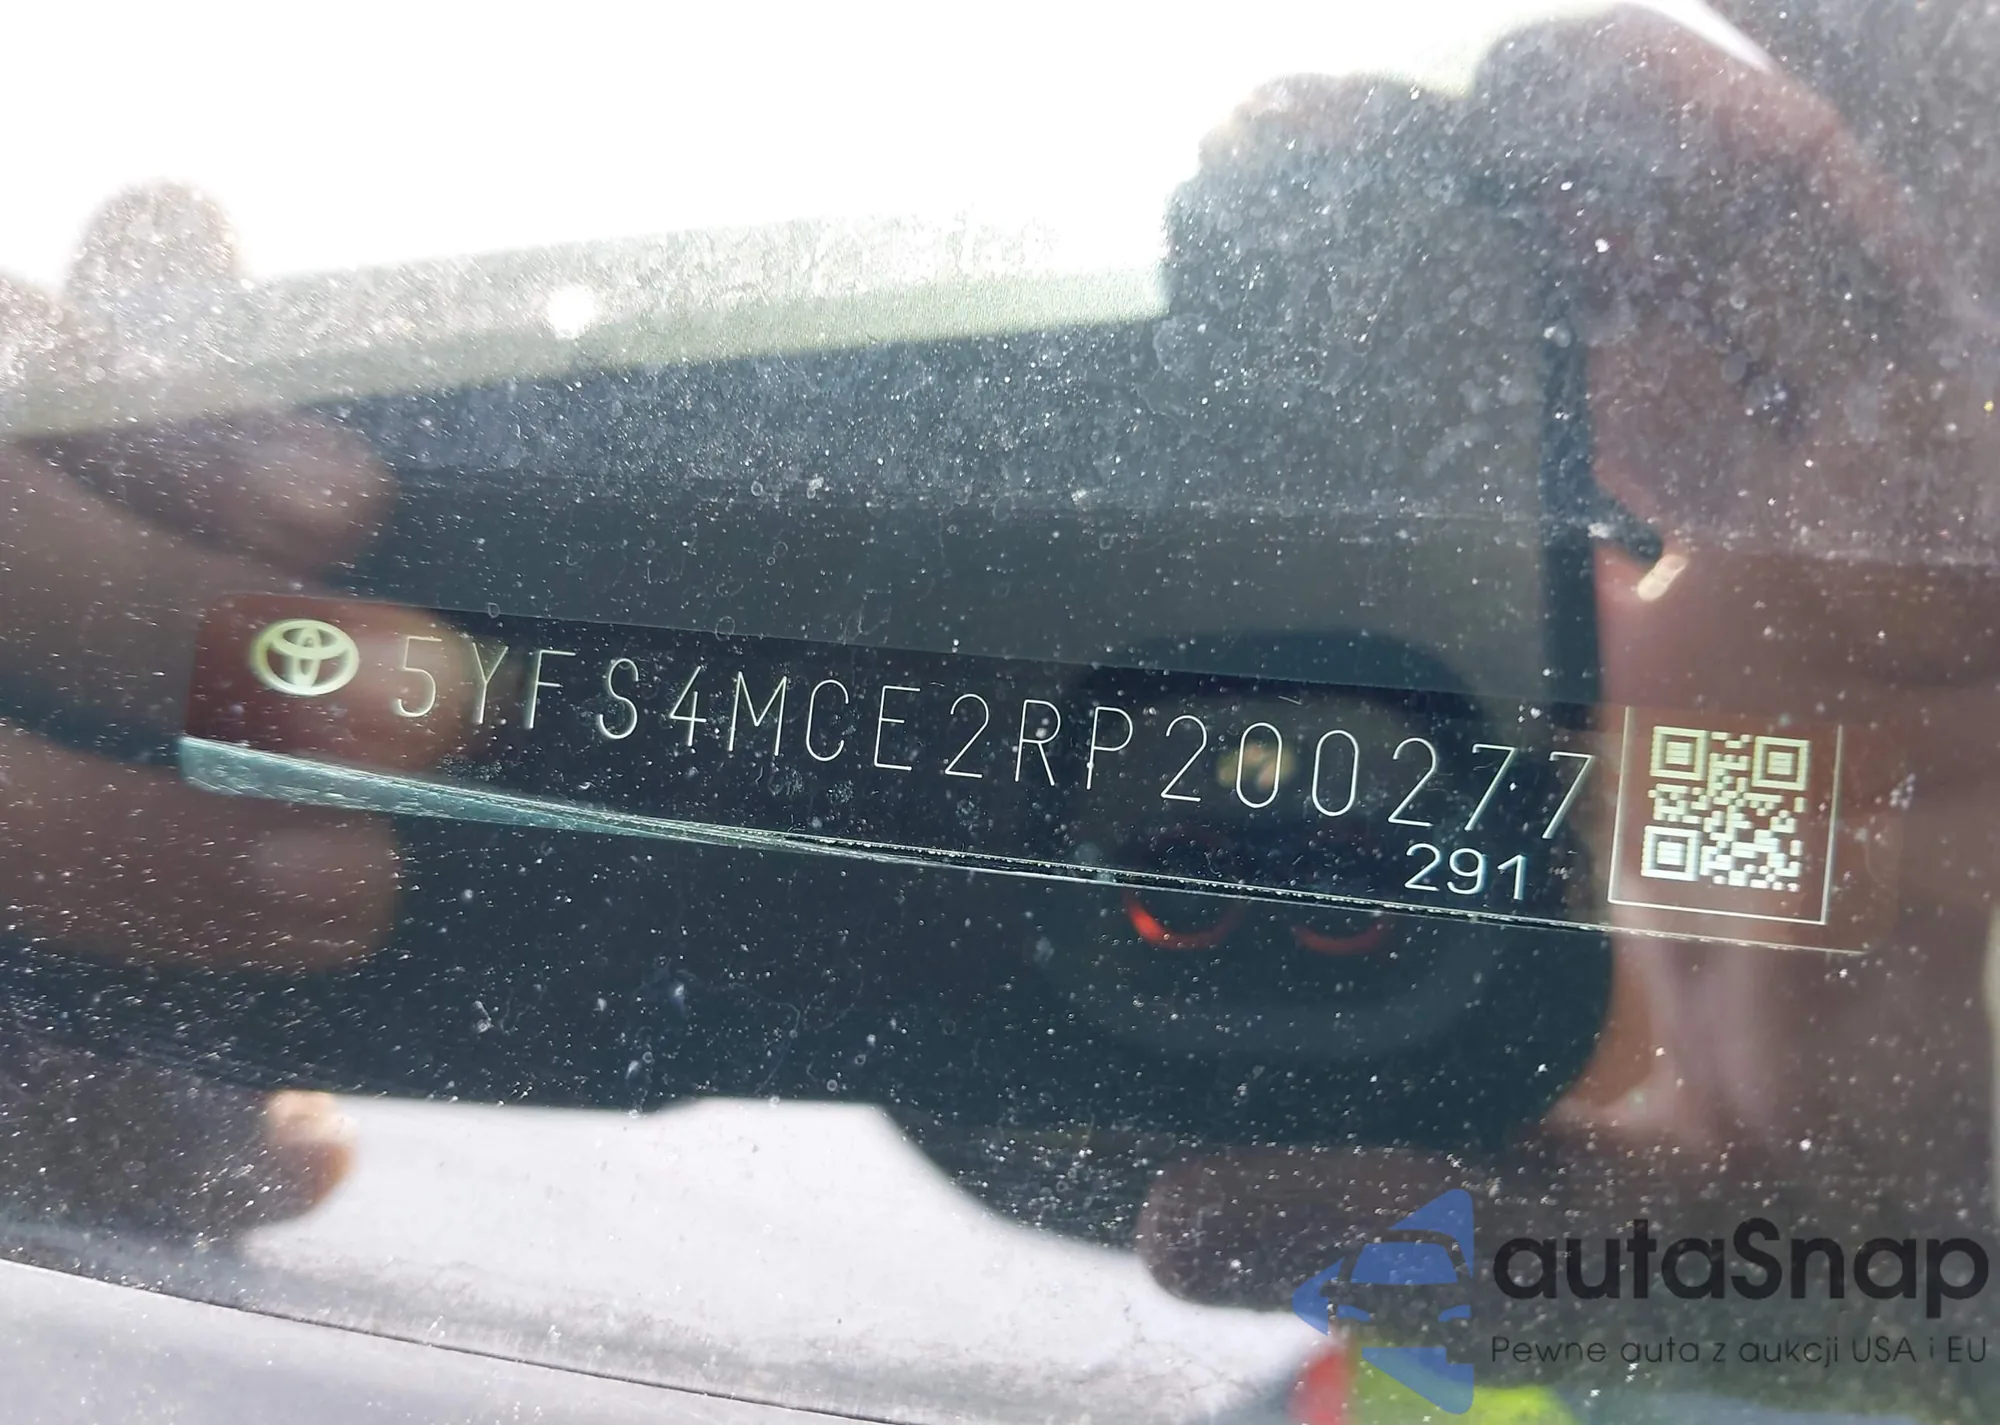 5YFS4MCE2RP200277
291
autaSnap
Pewne auta z aukcji USA i EU